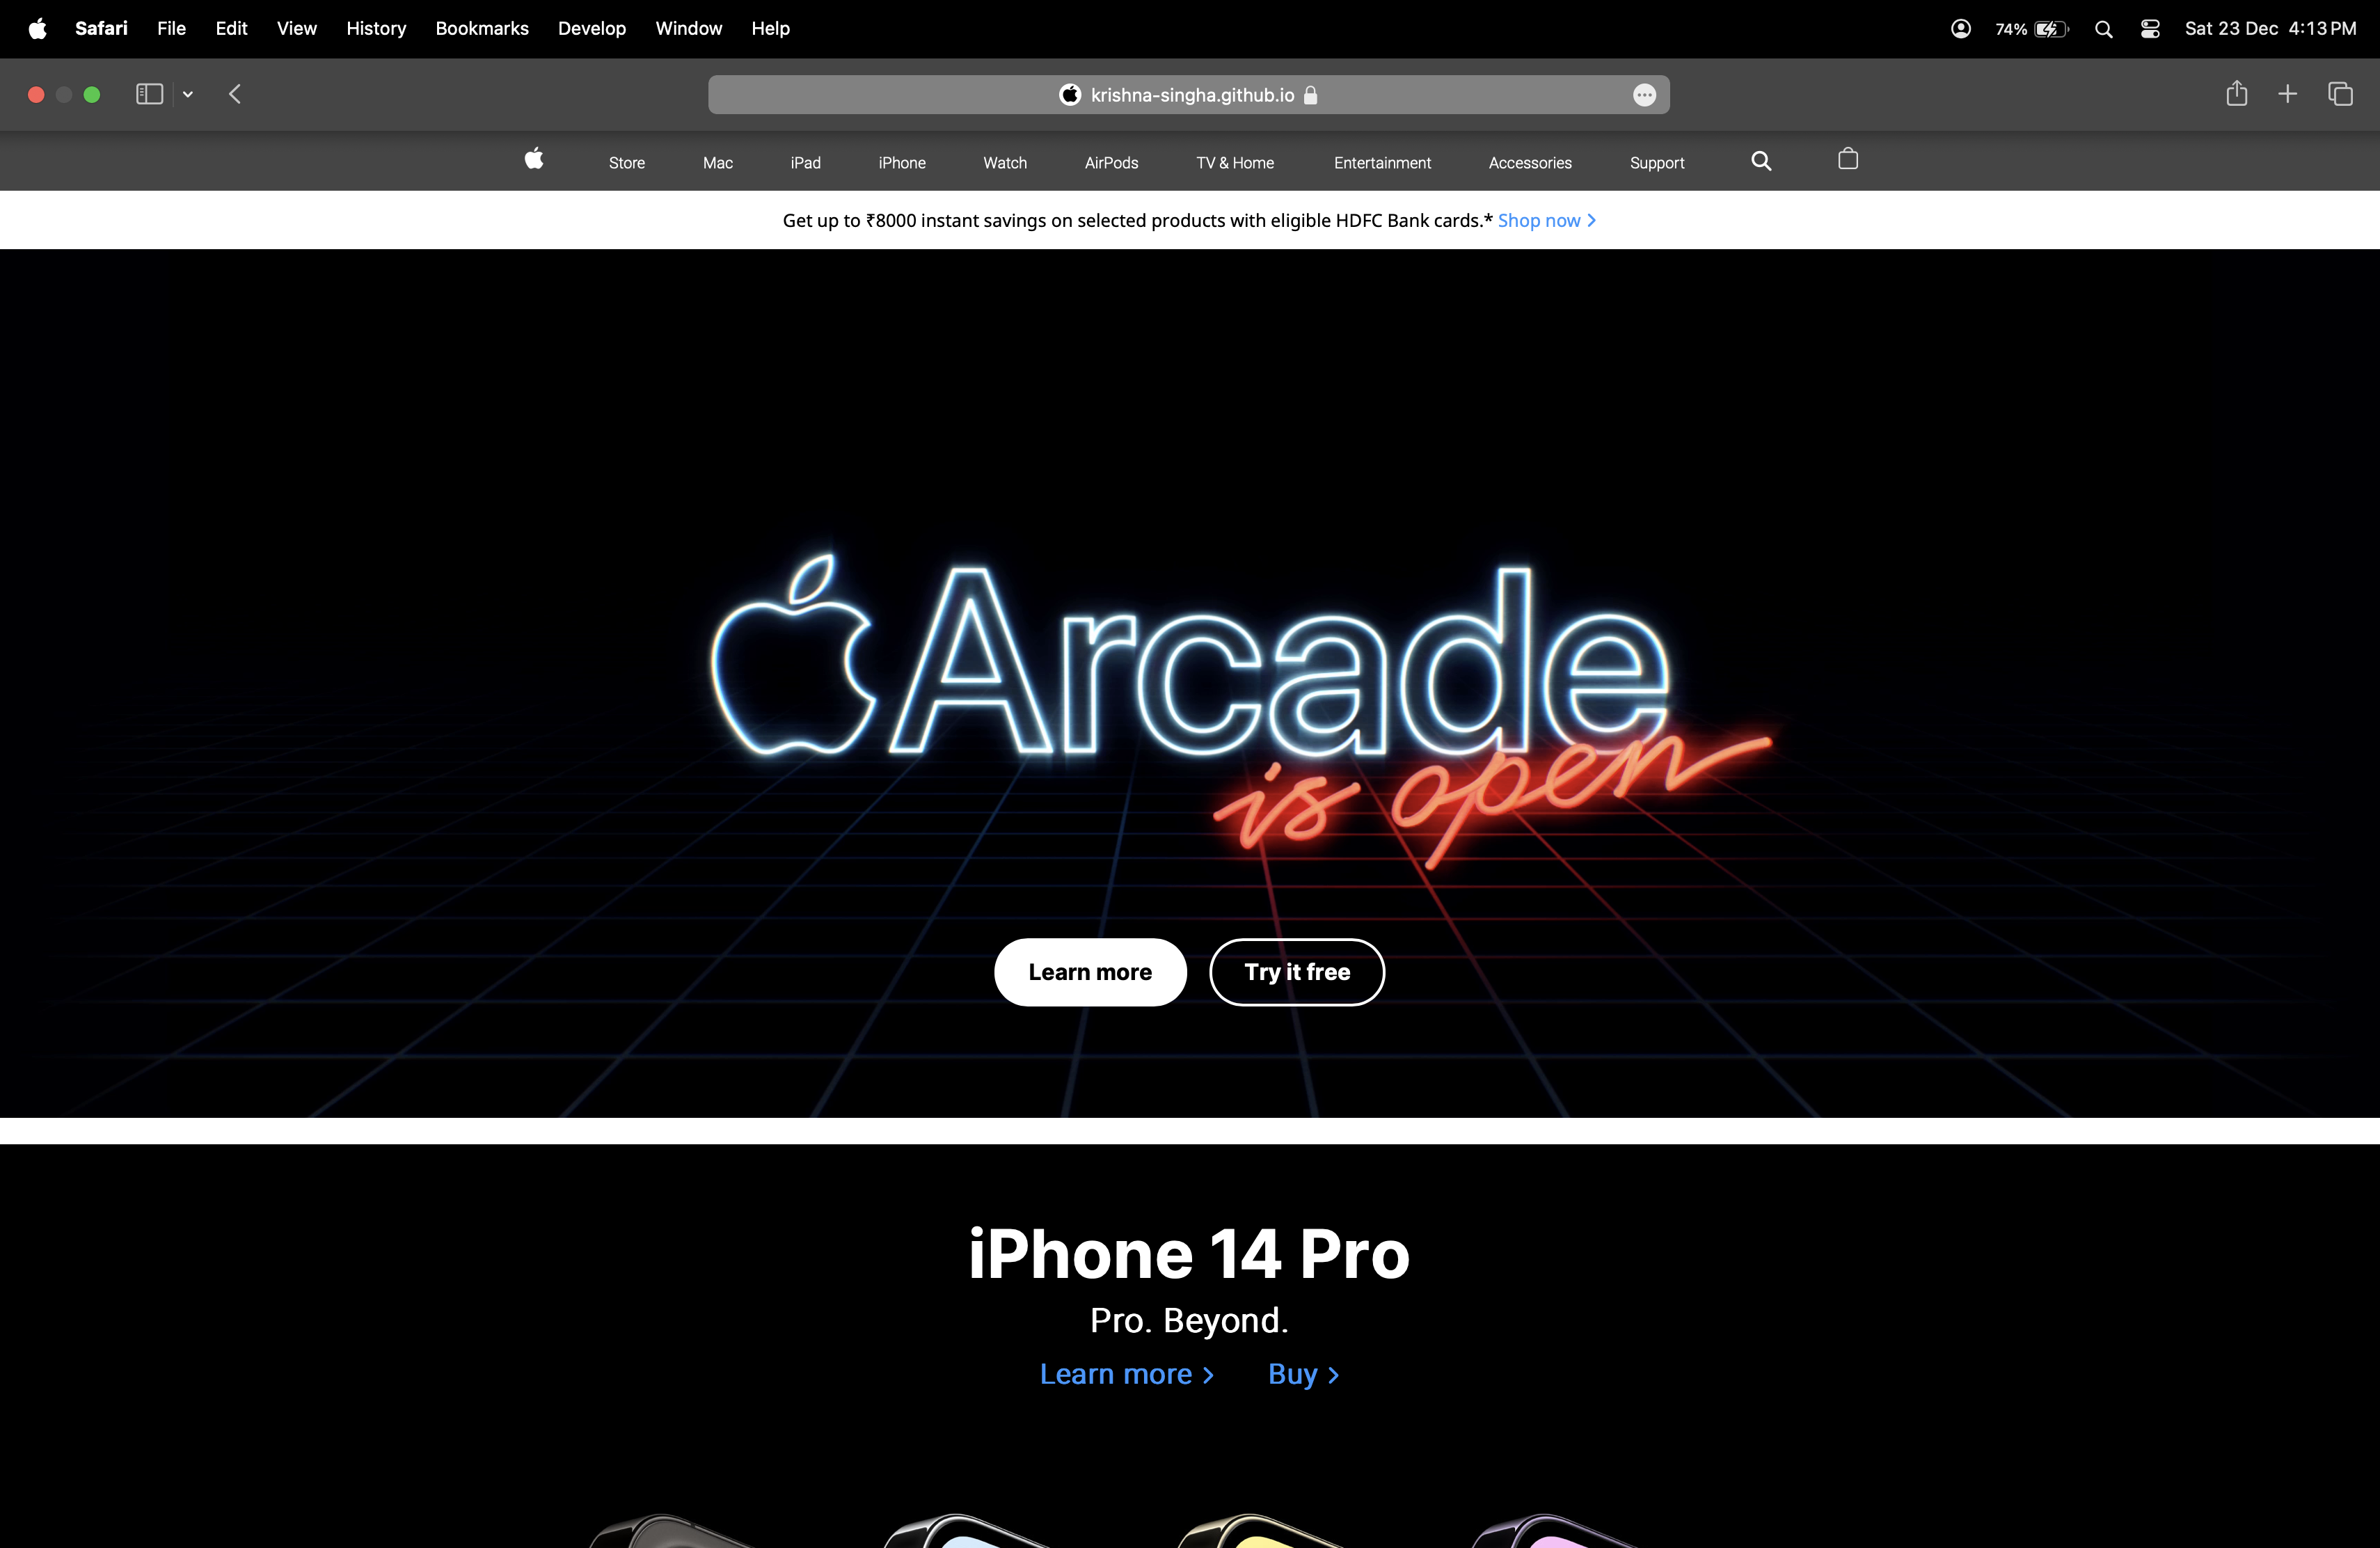 Safari File Edit View History Bookmarks Develop Window Help 74% Sat 23 Dec 4:13 PM
krishna-singha.github.io
Store Mac iPad iPhone Watch AirPods TV & Home Entertainment Accessories Support
Get up to ₹8000 instant savings on selected products with eligible HDFC Bank cards.* Shop now >
Arcade
is open
Learn more Try it free
iPhone 14 Pro
Pro. Beyond.
Learn more > Buy >